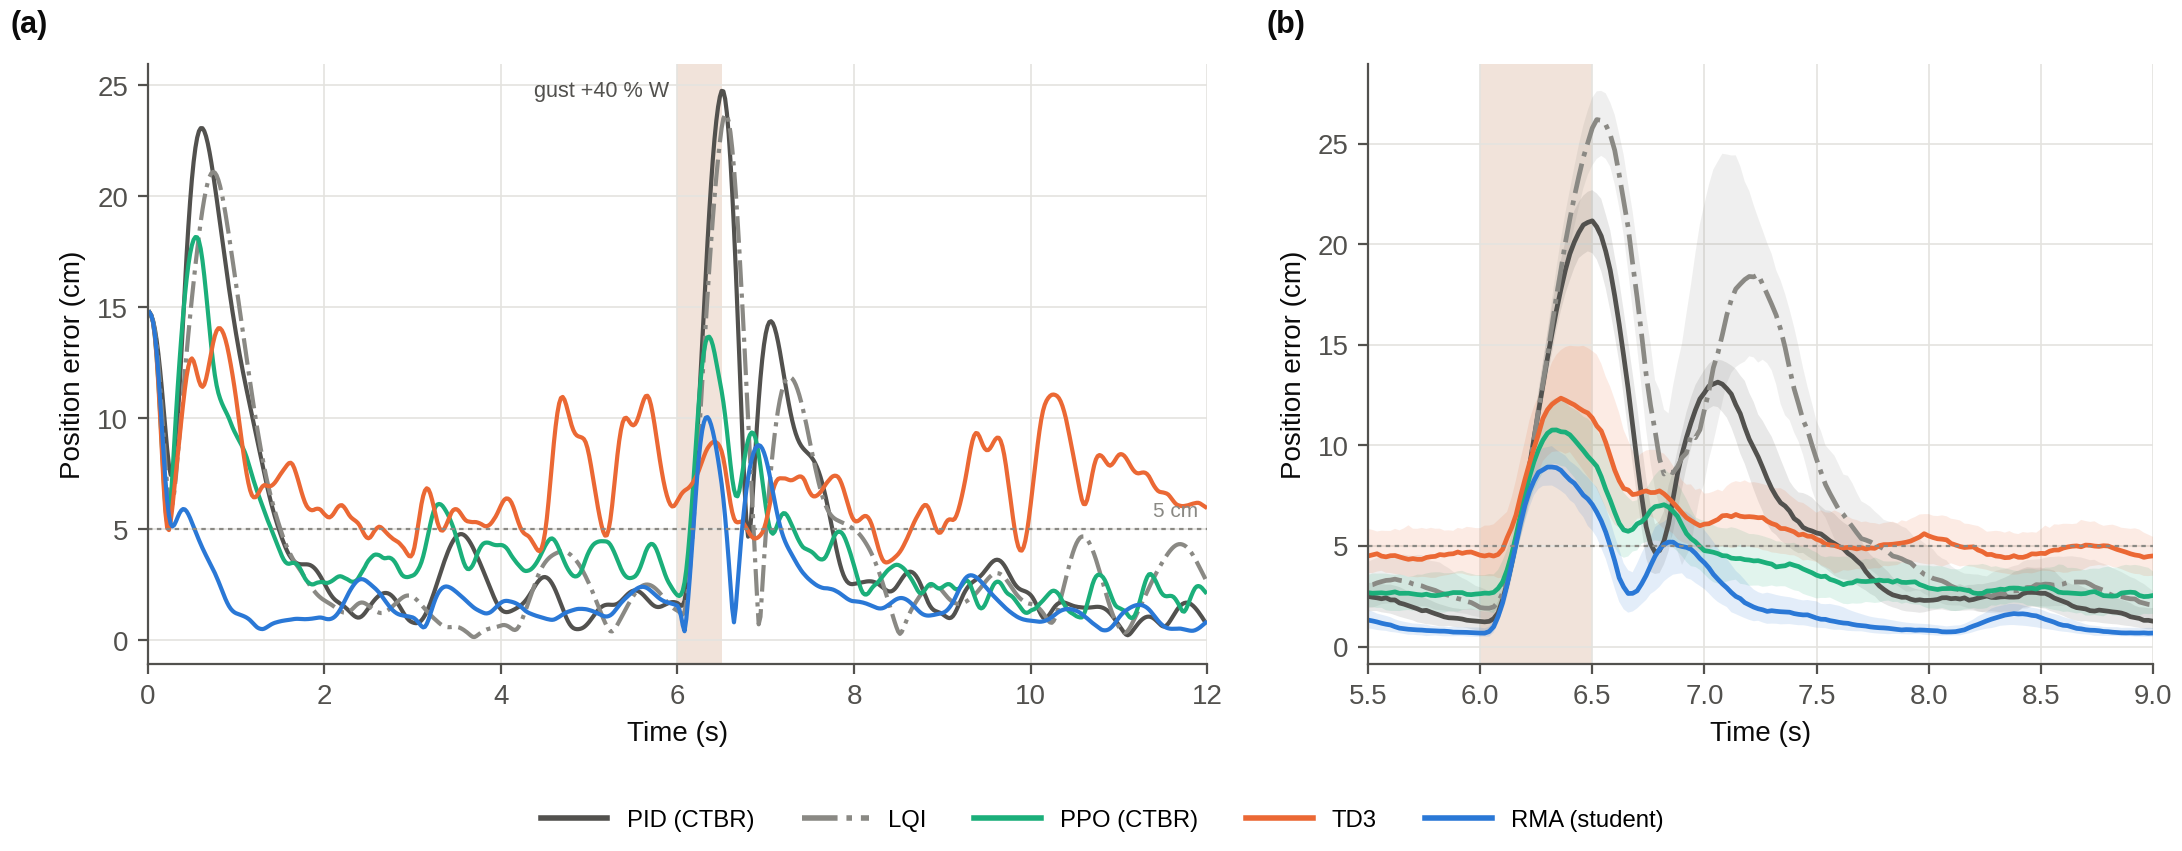 (a)
(b)
gust +40 % W
5 cm
25
20
15
10
5
0
Position error (cm)
0
2
4
6
8
10
12
Time (s)
25
20
15
10
5
0
Position error (cm)
5.5
6.0
6.5
7.0
7.5
8.0
8.5
9.0
Time (s)
PID (CTBR)
LQI
PPO (CTBR)
TD3
RMA (student)